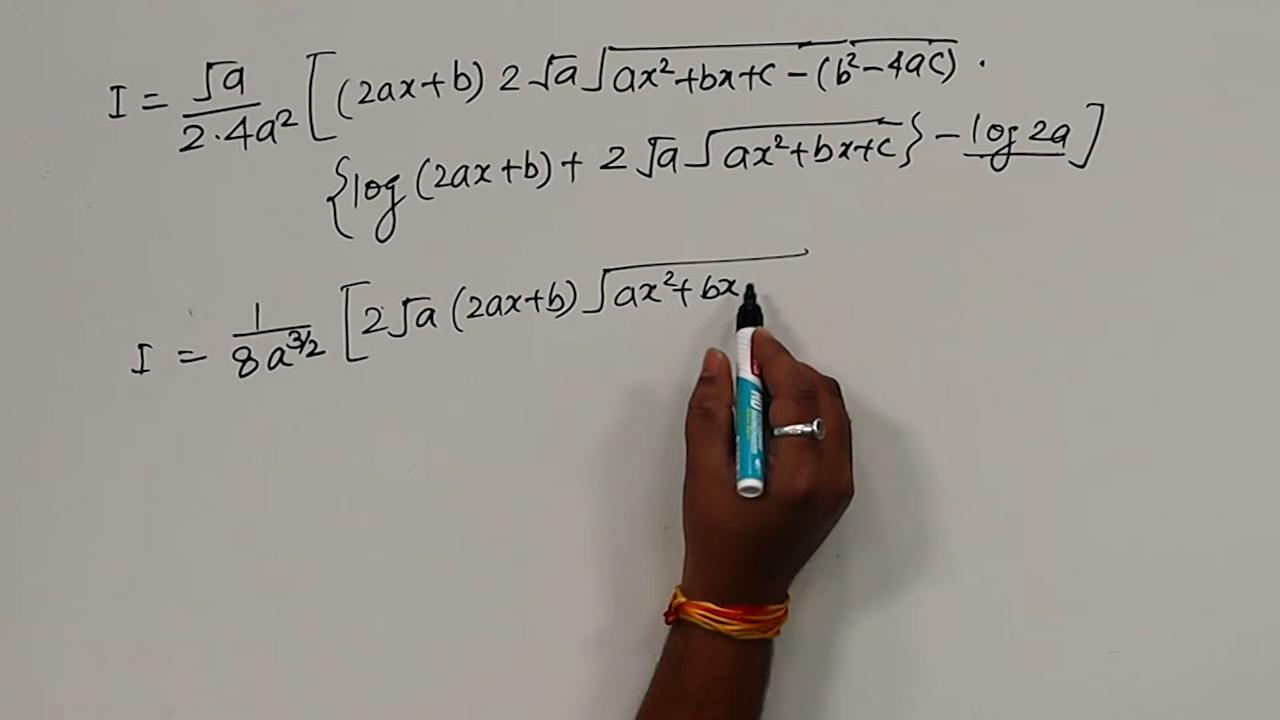 I = √a / 2·4a² [(2ax+b) 2√a √(ax²+bx+c − (b²−4ac)) ·
{log (2ax+b) + 2√a √(ax²+bx+c)} − log 2a]
I = 1 / 8a^(3/2) [2√a (2ax+b) √(ax²+bx